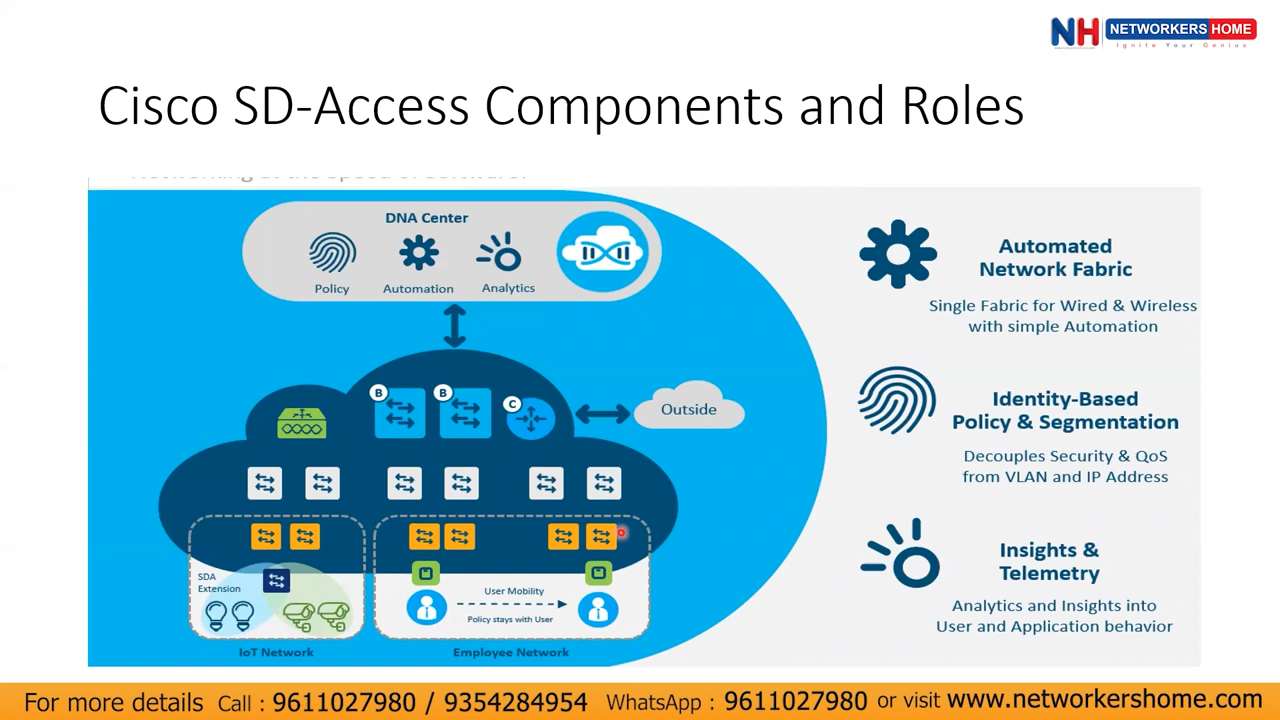 NH NETWORKERS HOME
Ignite Your Genius
Cisco SD-Access Components and Roles
DNA Center
Policy Automation Analytics
B B C
Outside
SDA
Extension
User Mobility
Policy stays with User
IoT Network
Employee Network
Automated
Network Fabric
Single Fabric for Wired & Wireless
with simple Automation
Identity-Based
Policy & Segmentation
Decouples Security & QoS
from VLAN and IP Address
Insights &
Telemetry
Analytics and Insights into
User and Application behavior
For more details Call : 9611027980 / 9354284954 WhatsApp : 9611027980 or visit www.networkershome.com